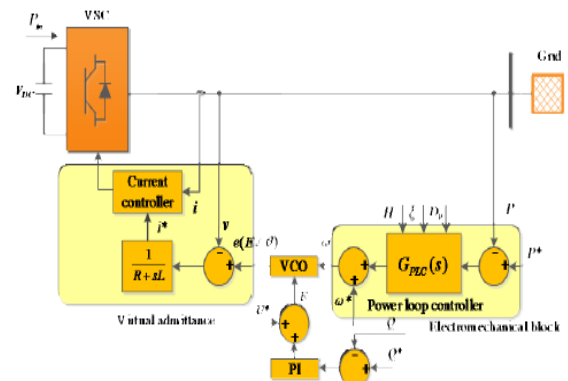 VSC
P_in
Grid
V_DC
Current
controller
i
i*
v
e(E∠
1
R+sL
Virtual admittance
H
ξ
D_p
P
G_PLC(s)
P*
ω
ω*
VCO
E
U*
Power loop controller
Electromechanical block
Q
Q*
PI